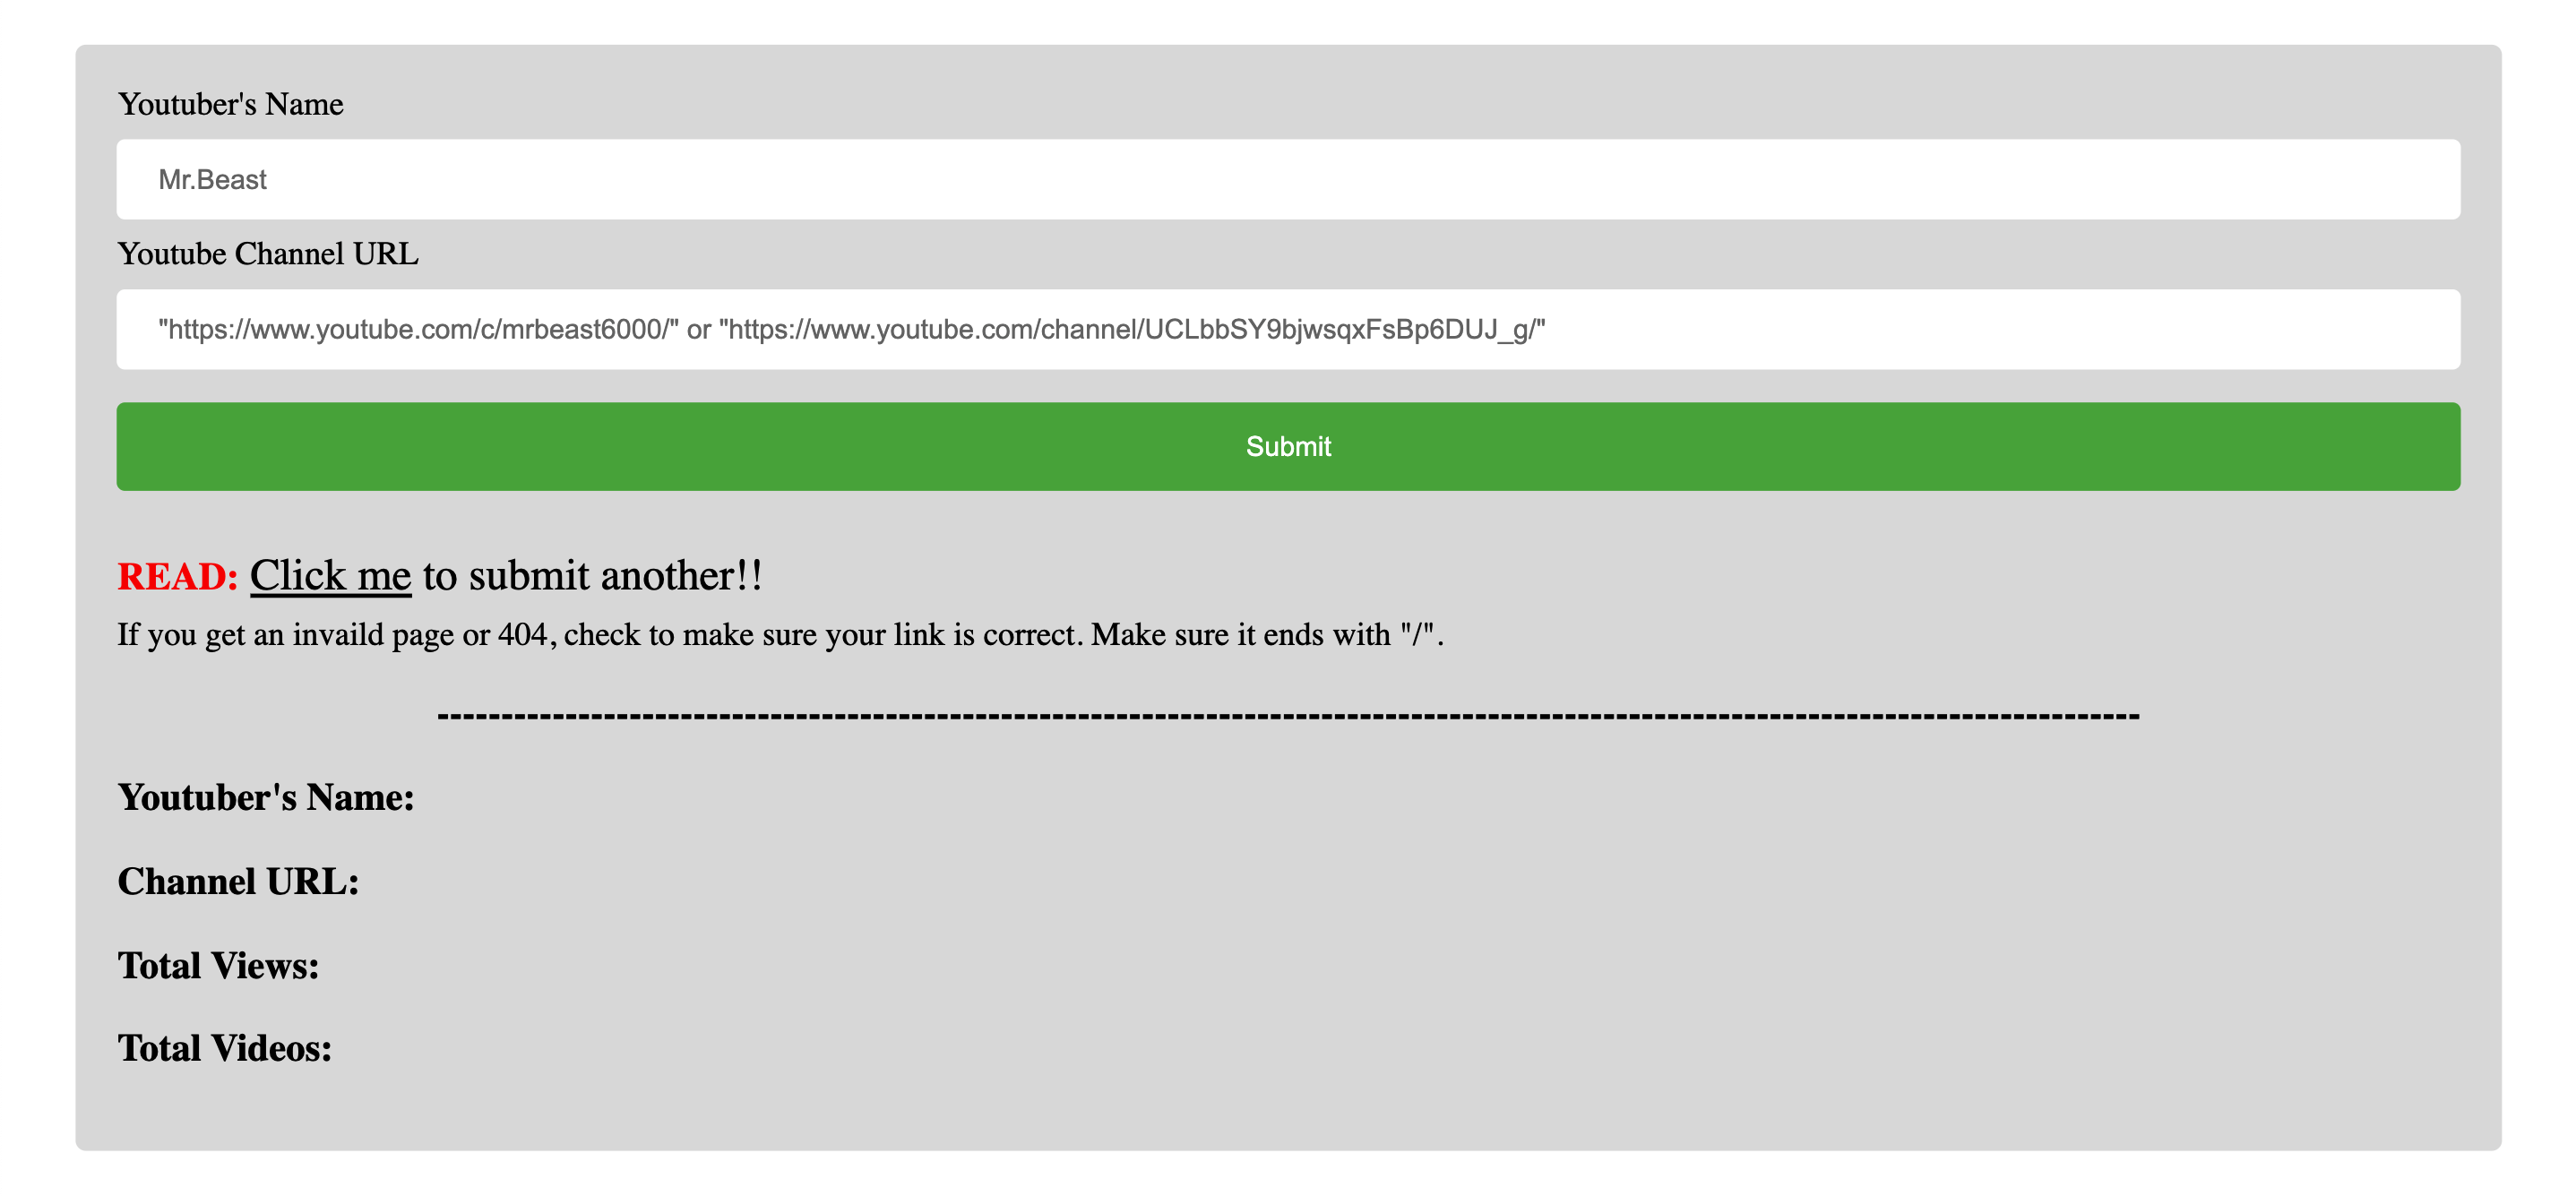 Youtuber's Name
Mr.Beast
Youtube Channel URL
"https://www.youtube.com/c/mrbeast6000/" or "https://www.youtube.com/channel/UCLbbSY9bjwsqxFsBp6DUJ_g/"
Submit
READ: Click me to submit another!!
If you get an invaild page or 404, check to make sure your link is correct. Make sure it ends with "/".
--------------------------------------------------------------------------------------------------------------------------------------
Youtuber's Name:
Channel URL:
Total Views:
Total Videos: